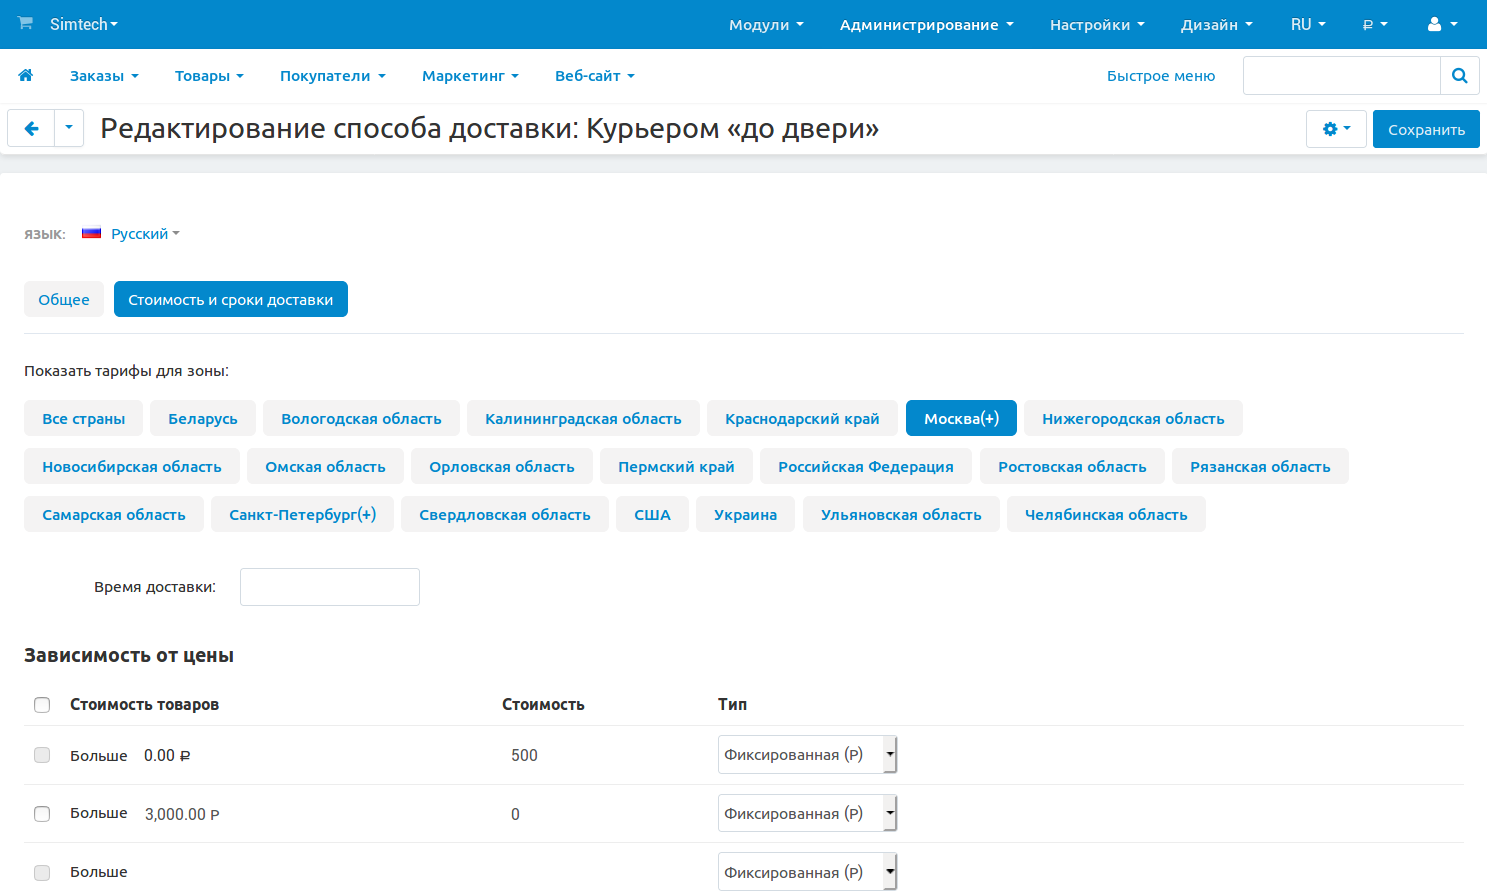 Simtech Модули Администрирование Настройки Дизайн RU ₽
Заказы Товары Покупатели Маркетинг Веб-сайт Быстрое меню
Редактирование способа доставки: Курьером «до двери» Сохранить
ЯЗЫК: Русский
Общее Стоимость и сроки доставки
Показать тарифы для зоны:
Все страны Беларусь Вологодская область Калининградская область Краснодарский край Москва(+) Нижегородская область
Новосибирская область Омская область Орловская область Пермский край Российская Федерация Ростовская область Рязанская область
Самарская область Санкт-Петербург(+) Свердловская область США Украина Ульяновская область Челябинская область
Время доставки:
Зависимость от цены
Стоимость товаров Стоимость Тип
Больше 0.00 ₽ 500 Фиксированная (Р)
Больше 3,000.00 Р 0 Фиксированная (Р)
Больше Фиксированная (Р)